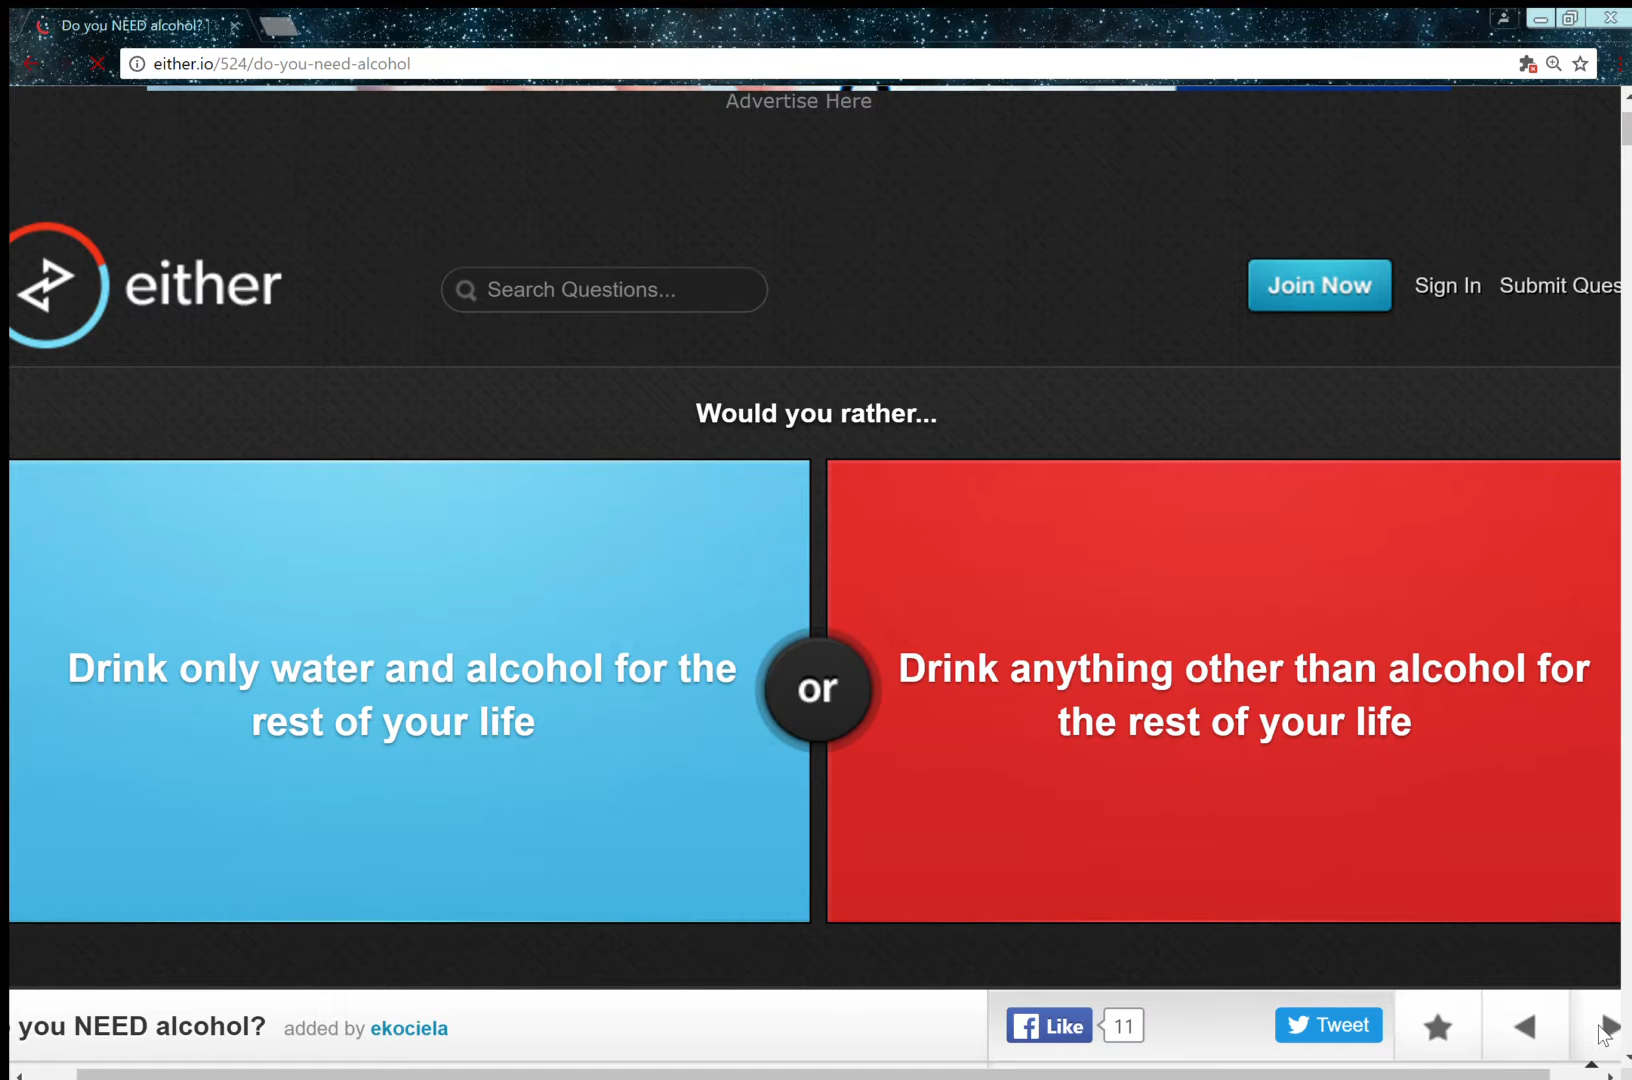 Do you NEED alcohol?
either.io/524/do-you-need-alcohol
Advertise Here
either
Search Questions...
Join Now
Sign In
Submit Ques
Would you rather...
Drink only water and alcohol for the
rest of your life
or
Drink anything other than alcohol for
the rest of your life
you NEED alcohol?
added by ekociela
Like
11
Tweet